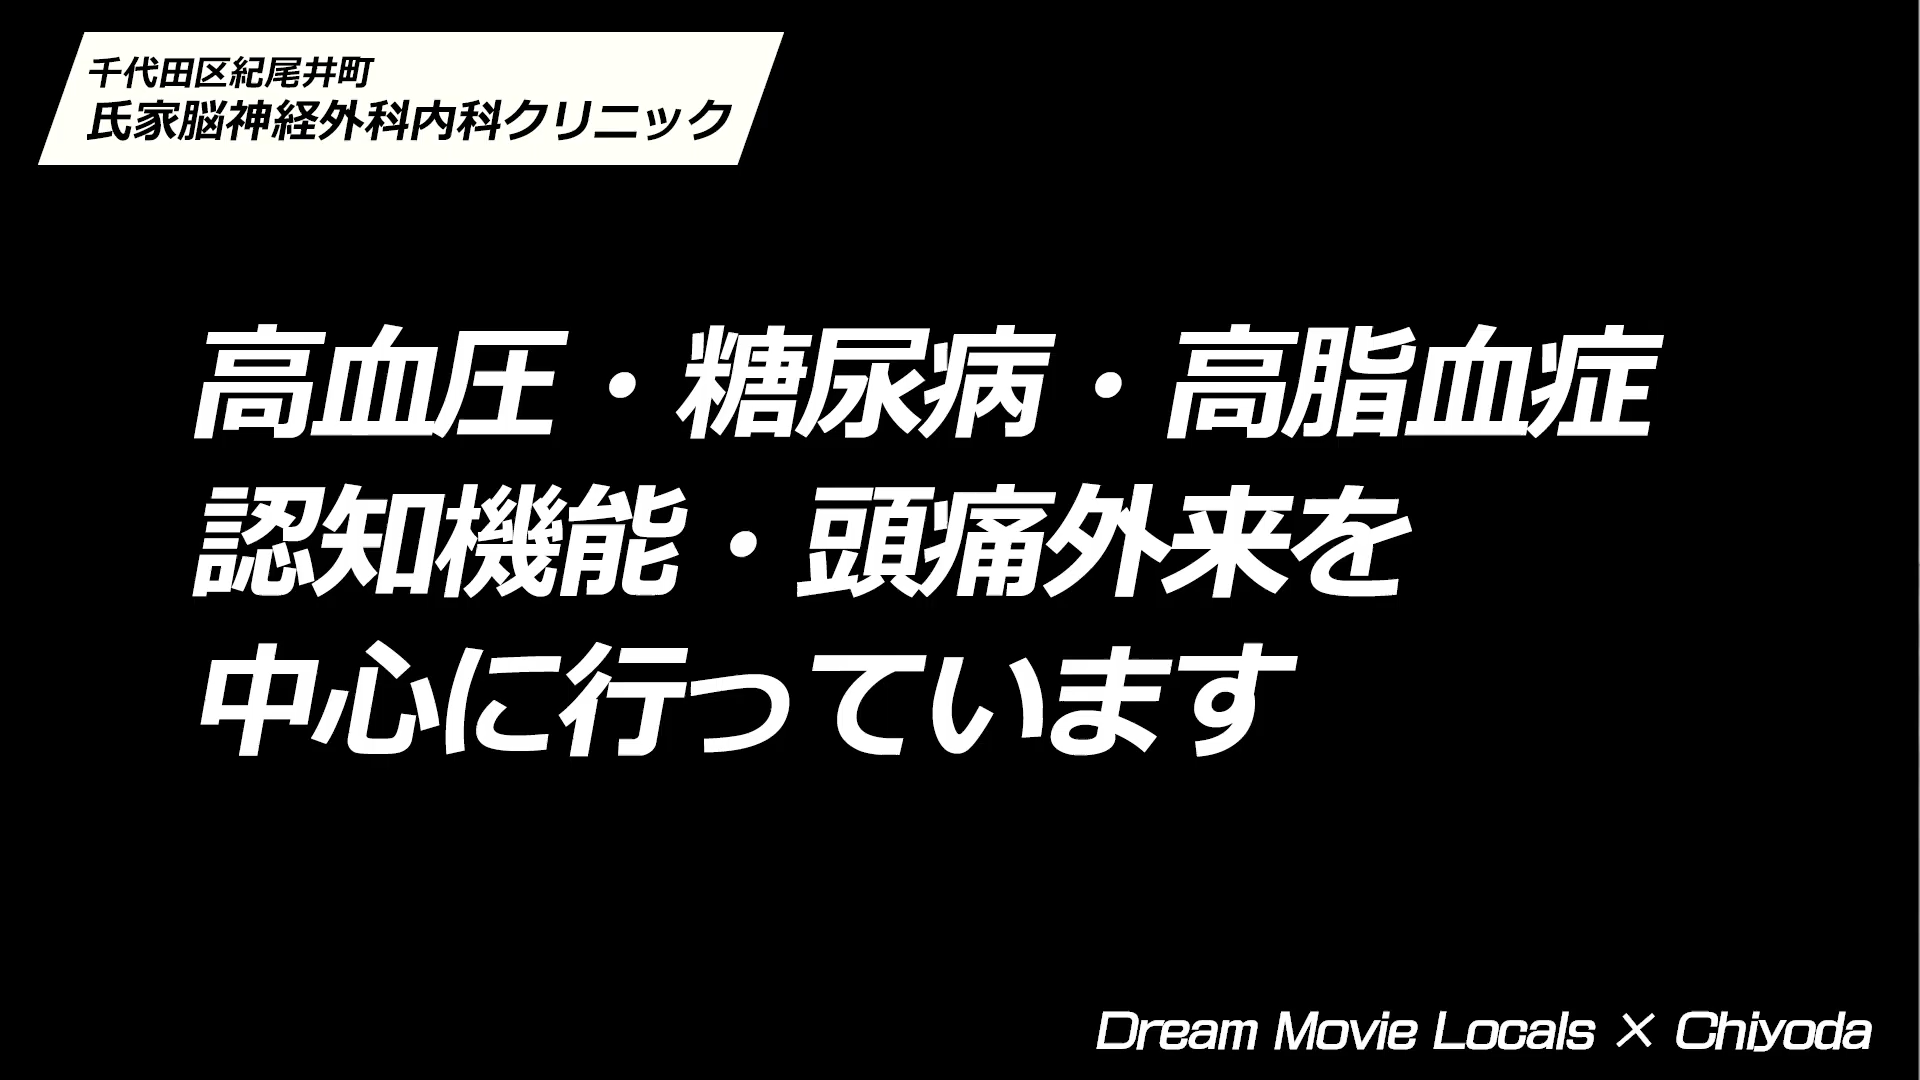 千代田区紀尾井町
氏家脳神経外科内科クリニック
高血圧・糖尿病・高脂血症
認知機能・頭痛外来を
中心に行っています
Dream Movie Locals × Chiyoda